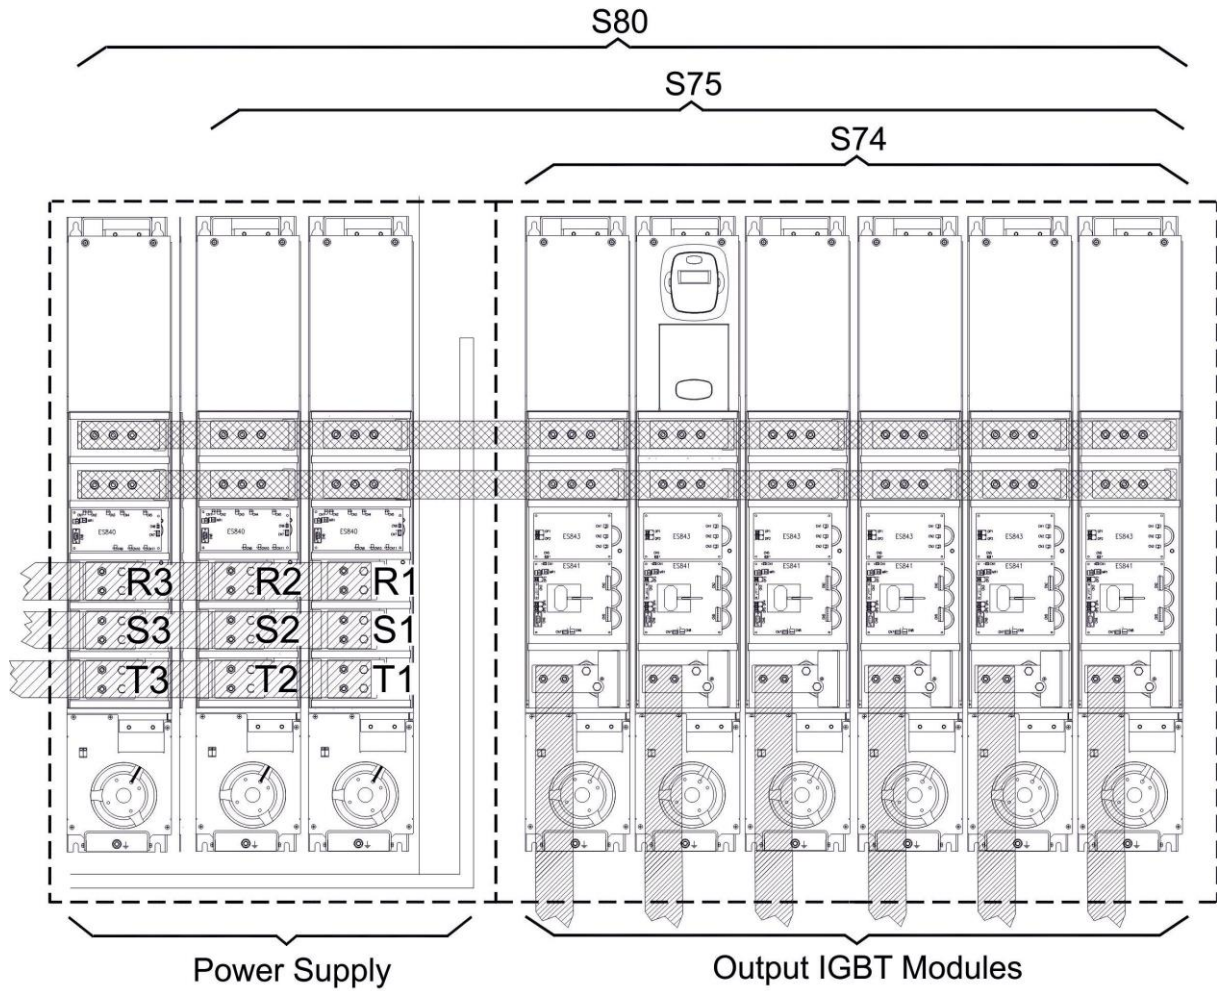 S80
S75
S74
ES840 ES840 ES840
ES843 ES843 ES843 ES843 ES843 ES843
ES841 ES841 ES841 ES841 ES841 ES841
R3 R2 R1
S3 S2 S1
T3 T2 T1
Power Supply
Output IGBT Modules